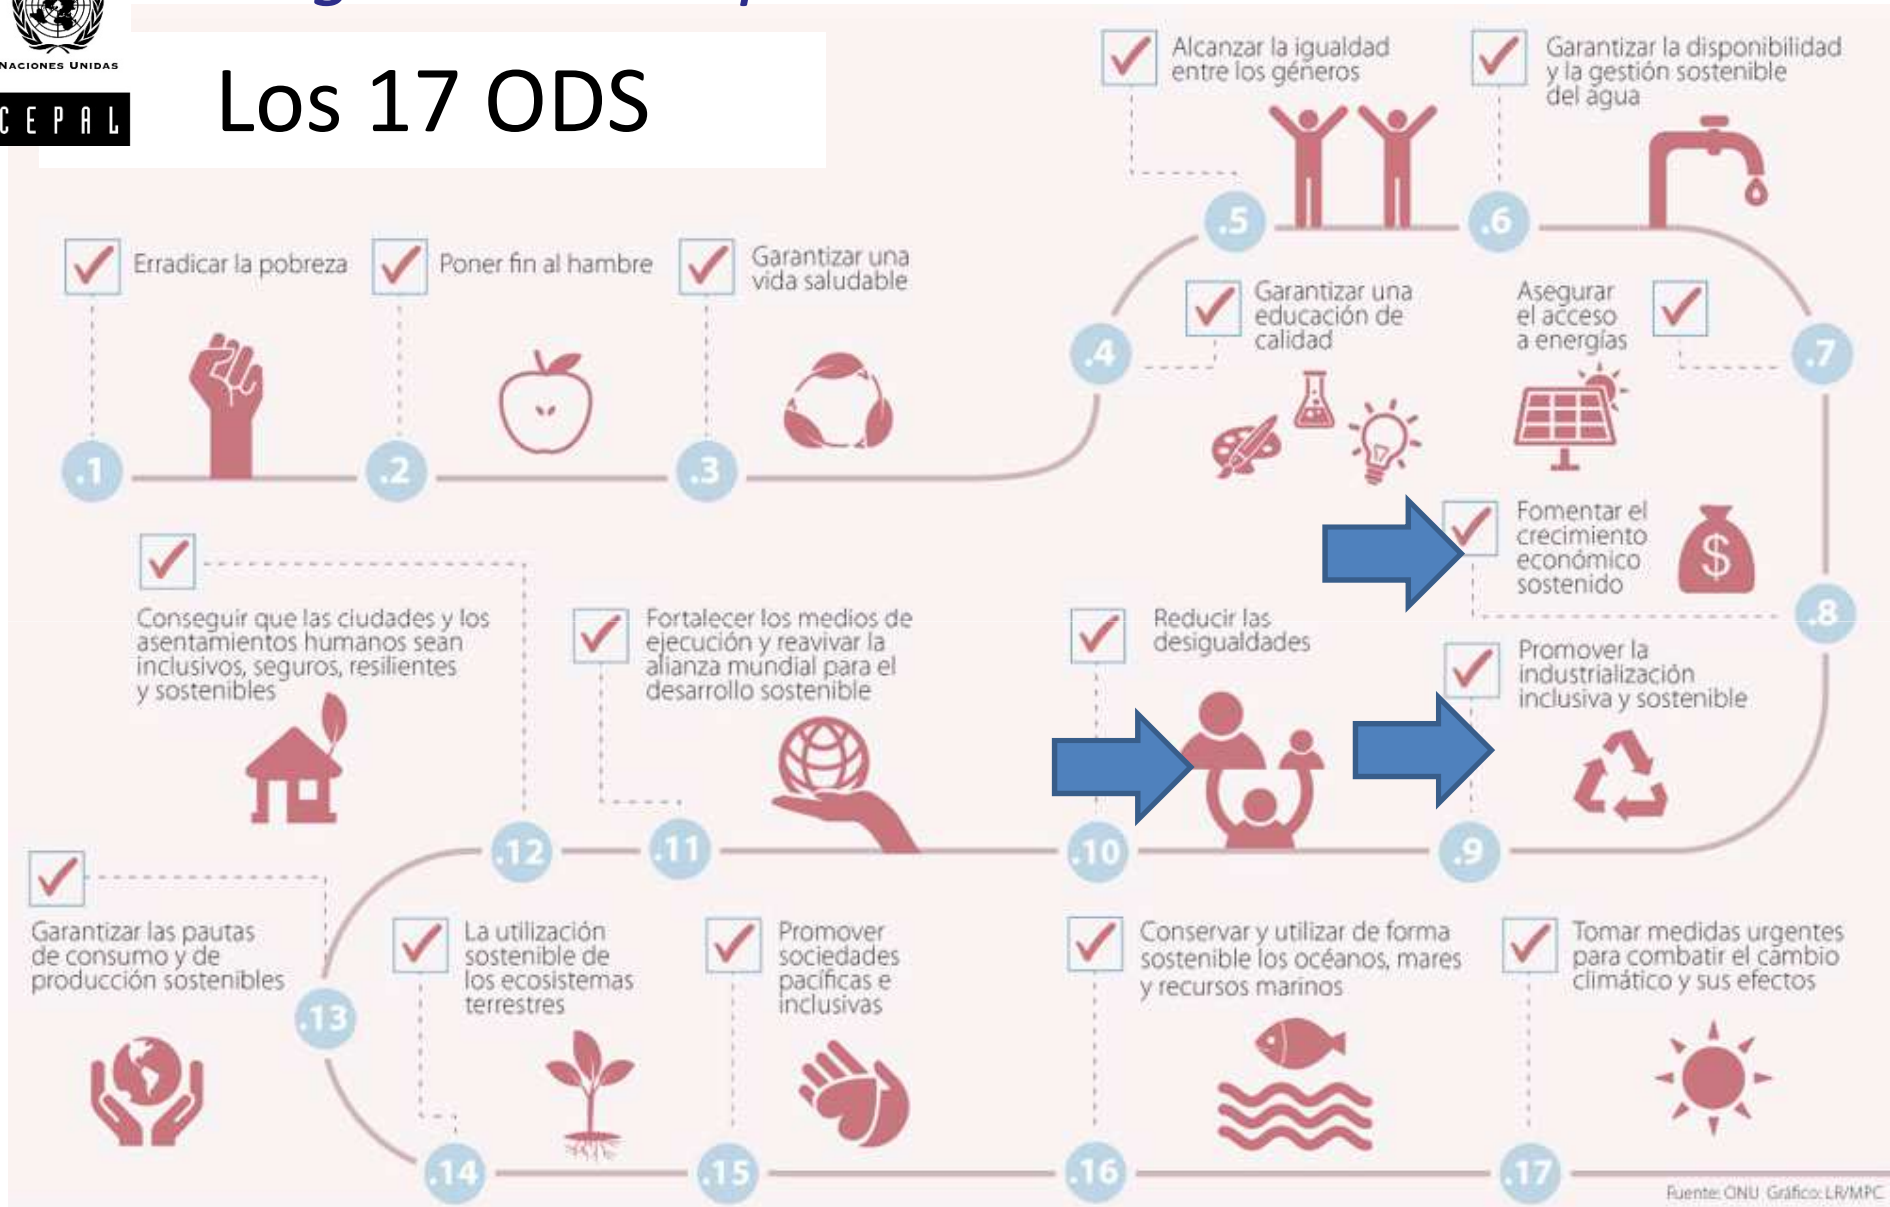 NACIONES UNIDAS
CEPAL
Los 17 ODS
Alcanzar la igualdad
entre los géneros
Garantizar la disponibilidad
y la gestión sostenible
del agua
.5
.6
Erradicar la pobreza
Poner fin al hambre
Garantizar una
vida saludable
Garantizar una
educación de
calidad
Asegurar
el acceso
a energías
.4
.7
.1
.2
.3
Fomentar el
crecimiento
económico
sostenido
$
.8
Conseguir que las ciudades y los
asentamientos humanos sean
inclusivos, seguros, resilientes
y sostenibles
Fortalecer los medios de
ejecución y reavivar la
alianza mundial para el
desarrollo sostenible
Reducir las
desigualdades
Promover la
industrialización
inclusiva y sostenible
.12
.11
.10
.9
Garantizar las pautas
de consumo y de
producción sostenibles
La utilización
sostenible de
los ecosistemas
terrestres
Promover
sociedades
pacíficas e
inclusivas
Conservar y utilizar de forma
sostenible los océanos, mares
y recursos marinos
Tomar medidas urgentes
para combatir el cambio
climático y sus efectos
.13
.14
.15
.16
.17
Fuente: ONU Gráfico: LR/MPC